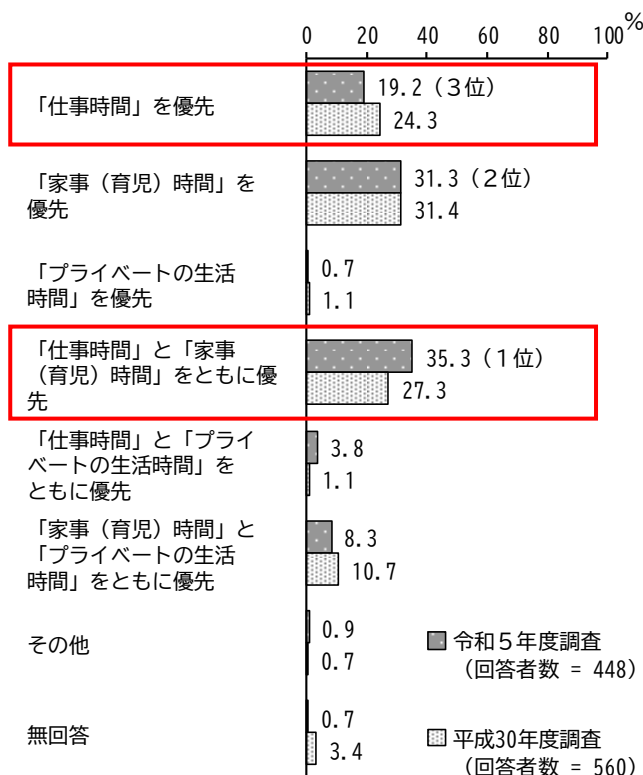 %
0 20 40 60 80 100
「仕事時間」を優先
19.2（３位）
24.3
「家事（育児）時間」を
優先
31.3（２位）
31.4
「プライベートの生活
時間」を優先
0.7
1.1
「仕事時間」と「家事
（育児）時間」をともに優
先
35.3（１位）
27.3
「仕事時間」と「プライ
ベートの生活時間」を
ともに優先
3.8
1.1
「家事（育児）時間」と
「プライベートの生活
時間」をともに優先
8.3
10.7
その他
0.9
0.7
無回答
0.7
3.4
令和５年度調査
（回答者数 = 448）
平成30年度調査
（回答者数 = 560）